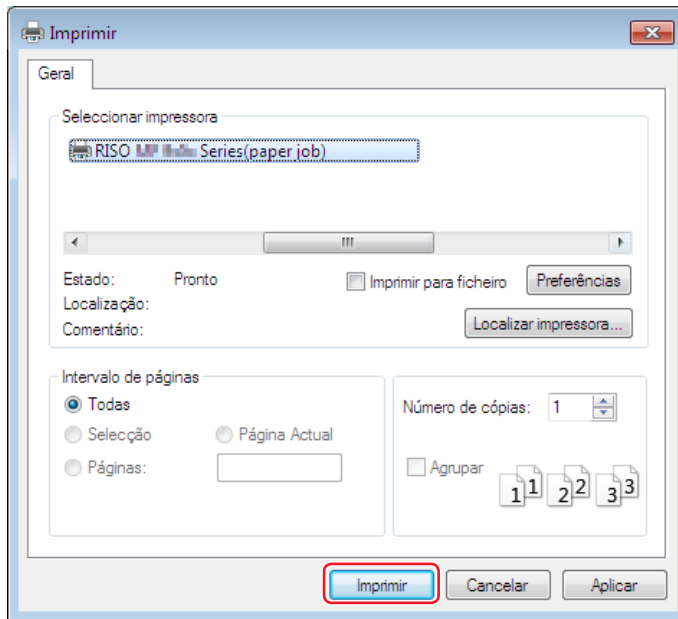 Imprimir
Geral
Seleccionar impressora
RISO Series(paper job)
Estado: Pronto
Imprimir para ficheiro
Preferências
Localização:
Comentário:
Localizar impressora...
Intervalo de páginas
Todas
Selecção
Página Actual
Páginas:
Número de cópias: 1
Agrupar
1 1 2 2 3 3
Imprimir
Cancelar
Aplicar